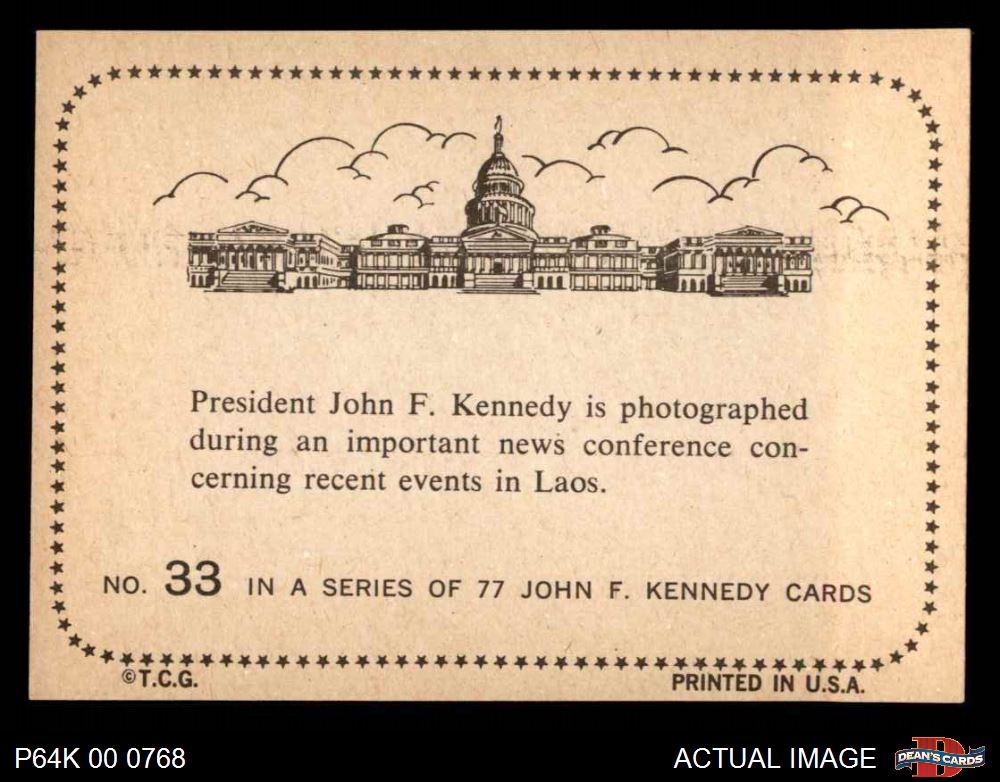 President John F. Kennedy is photographed
during an important news conference con-
cerning recent events in Laos.
NO. 33 IN A SERIES OF 77 JOHN F. KENNEDY CARDS
©T.C.G.
PRINTED IN U.S.A.
P64K 00 0768
ACTUAL IMAGE
D
DEAN'S CARDS